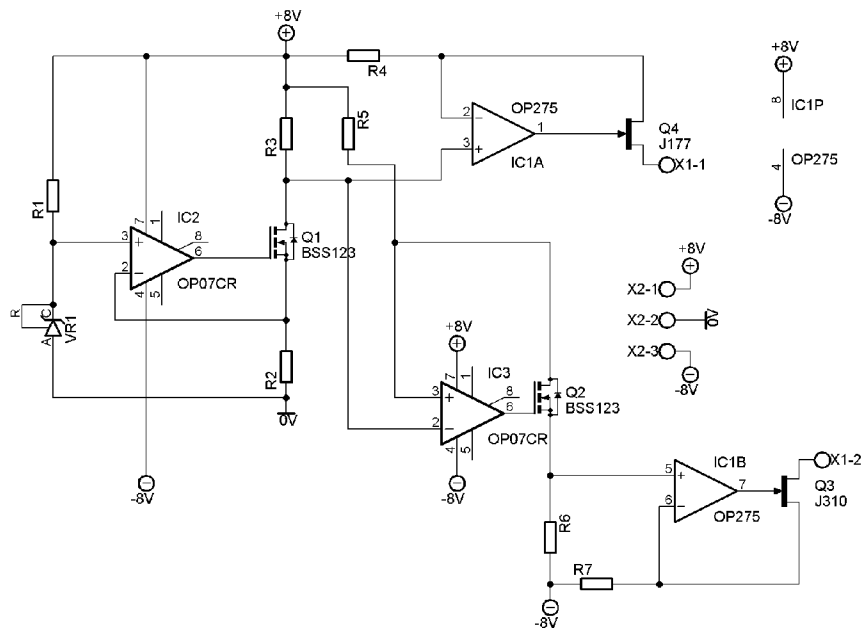 +8V
+8V
R4
8
IC1P
OP275
2
-
1
3
+
IC1A
Q4
J177
X1-1
R3
R5
OP275
4
-8V
R1
IC2
7
1
3
+
8
6
2
-
4
5
OP07CR
Q1
BSS123
+8V
X2-1
X2-2
0V
X2-3
-8V
R
C
A
VR1
R2
0V
+8V
IC3
7
1
3
+
8
6
2
-
4
5
OP07CR
Q2
BSS123
-8V
-8V
IC1B
X1-2
5
+
7
6
-
OP275
Q3
J310
R6
R7
-8V